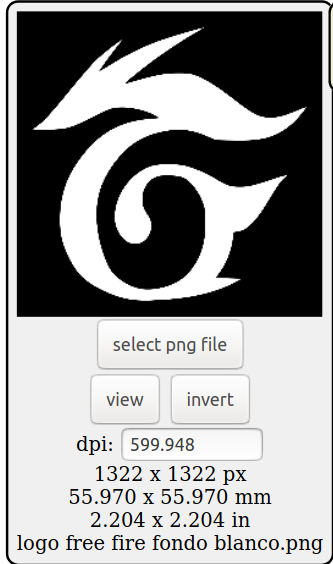 select png file
view invert
dpi: 599.948
1322 x 1322 px
55.970 x 55.970 mm
2.204 x 2.204 in
logo free fire fondo blanco.png